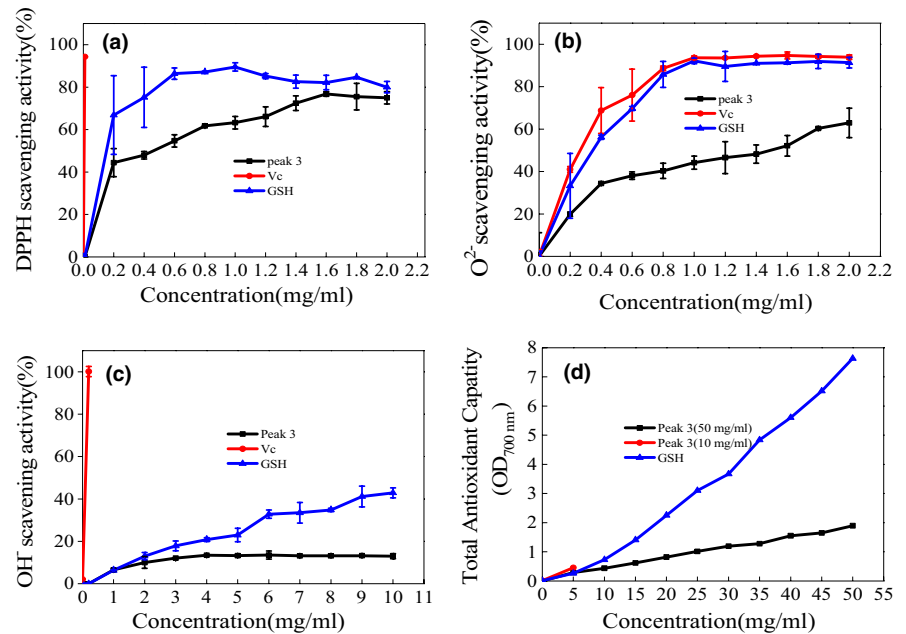 (a)
DPPH scavenging activity(%)
100
80
60
40
20
0
peak 3
Vc
GSH
0.0 0.2 0.4 0.6 0.8 1.0 1.2 1.4 1.6 1.8 2.0 2.2
Concentration(mg/ml)
(b)
O²⁻scavenging activity(%)
100
80
60
40
20
0
peak 3
Vc
GSH
0.0 0.2 0.4 0.6 0.8 1.0 1.2 1.4 1.6 1.8 2.0 2.2
Concentration(mg/ml)
(c)
OH⁻ scavening activity(%)
100
80
60
40
20
0
Peak 3
Vc
GSH
0 1 2 3 4 5 6 7 8 9 10 11
Concentration(mg/ml)
(d)
Total Antioxidant Capatity
(OD700 nm)
8
7
6
5
4
3
2
1
0
Peak 3(50 mg/ml)
Peak 3(10 mg/ml)
GSH
0 5 10 15 20 25 30 35 40 45 50 55
Concentration(mg/ml)